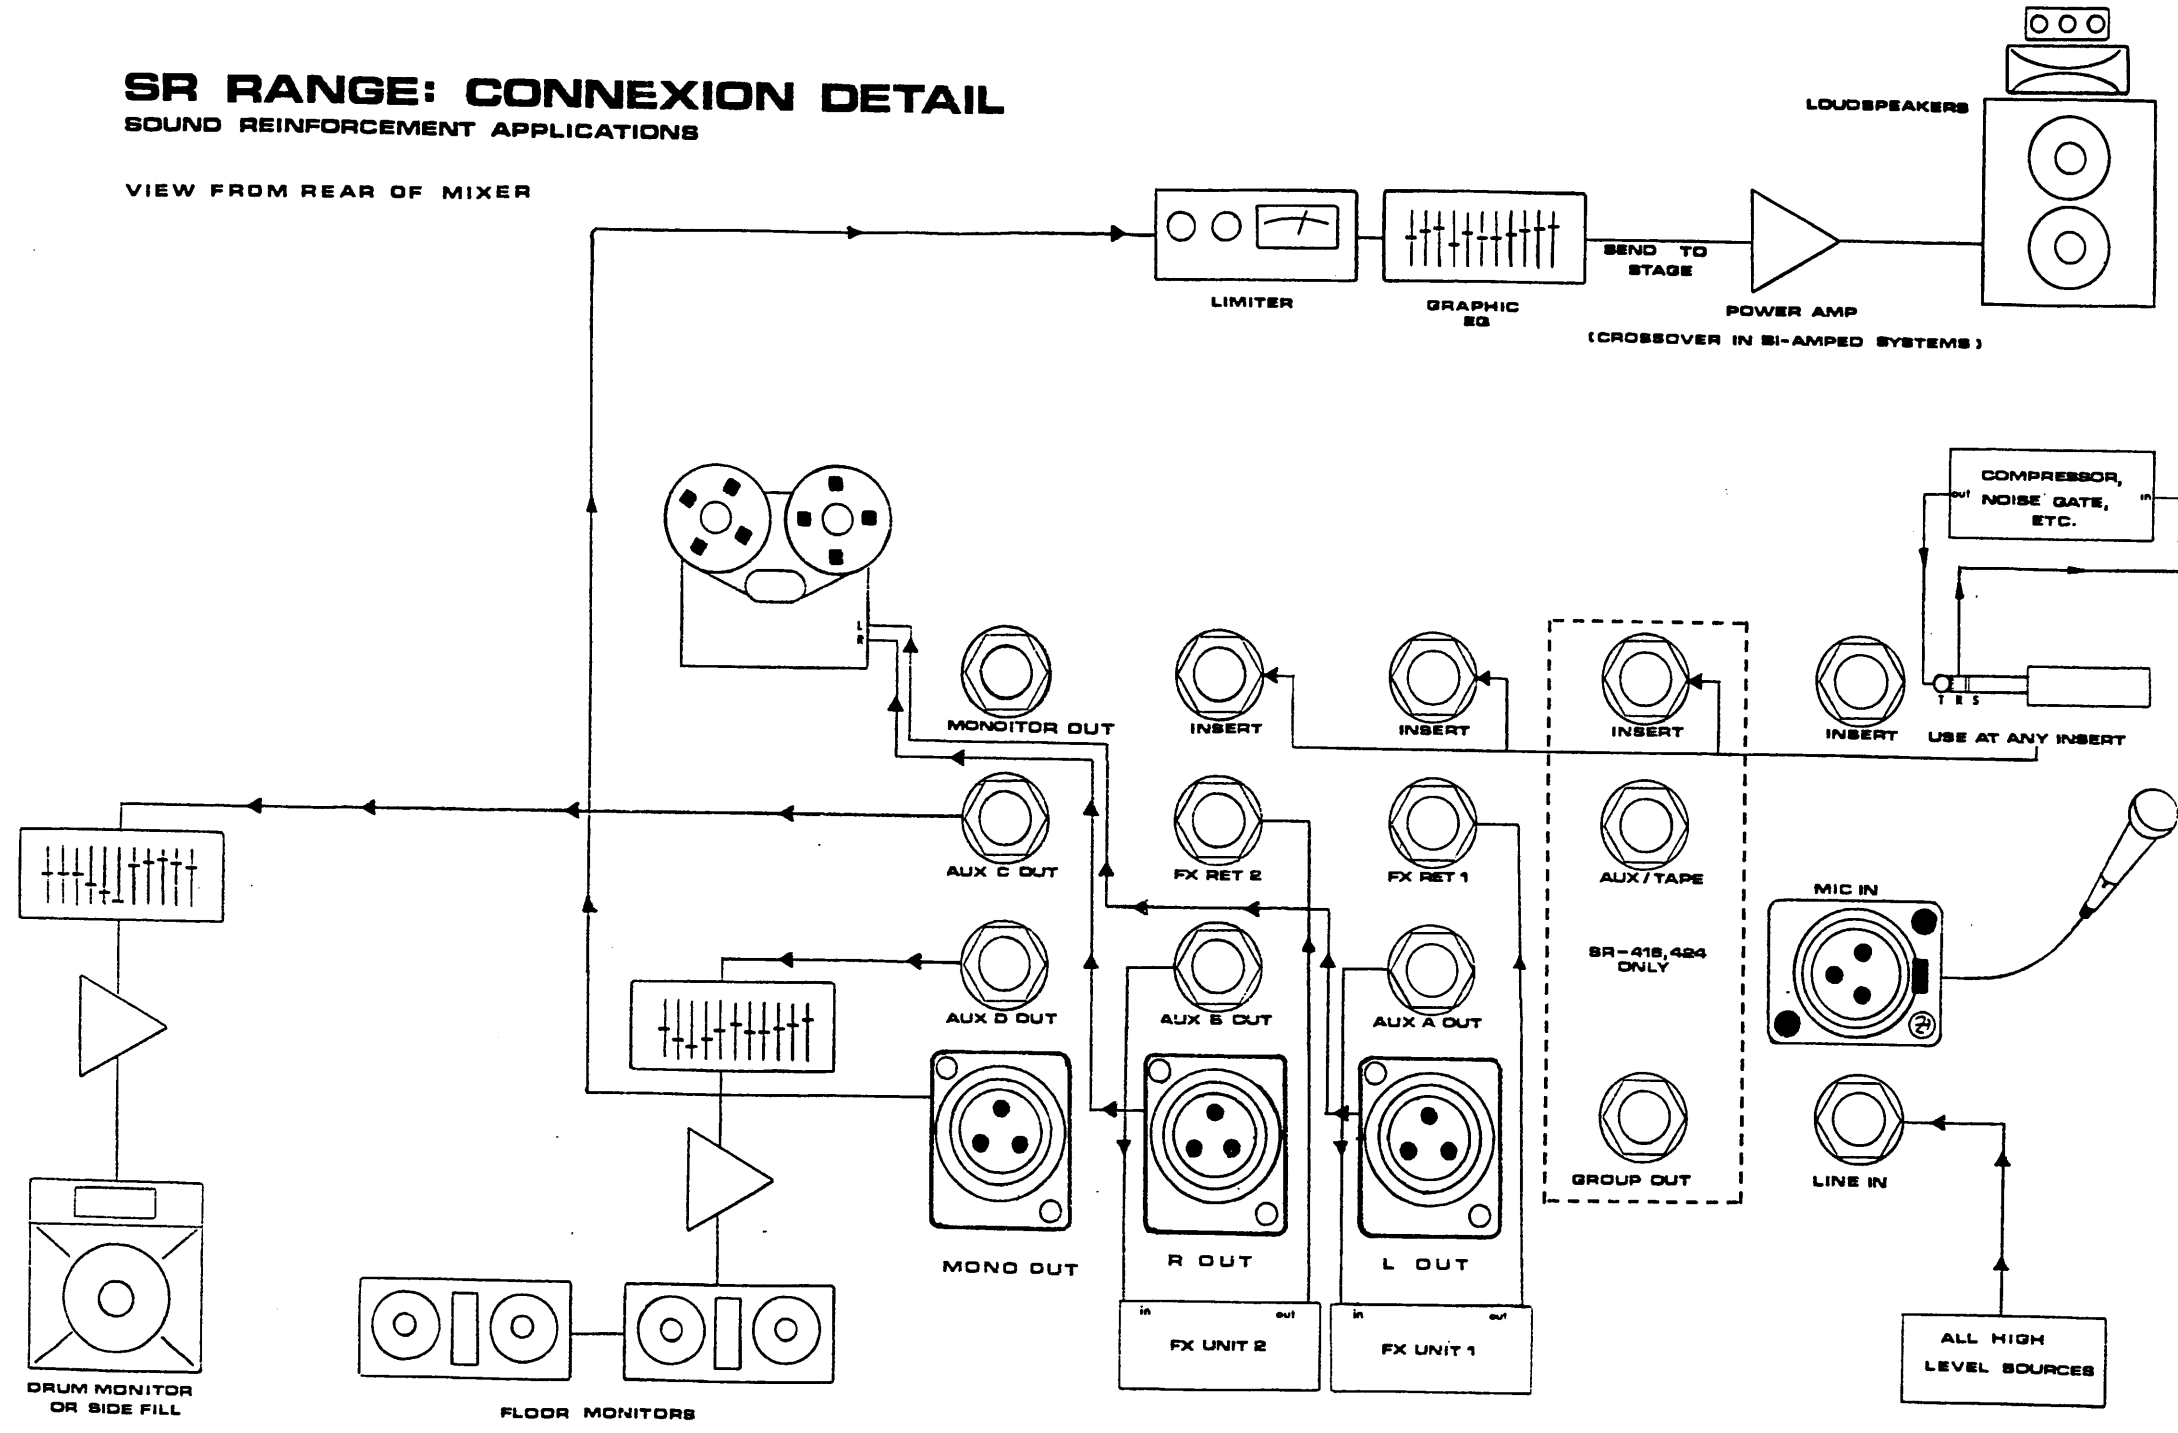 SR RANGE: CONNEXION DETAIL
SOUND REINFORCEMENT APPLICATIONS
VIEW FROM REAR OF MIXER
LOUDSPEAKERS
SEND TO
STAGE
LIMITER
GRAPHIC
EQ
POWER AMP
(CROSSOVER IN BI-AMPED SYSTEMS)
COMPRESSOR,
NOISE GATE,
ETC.
out
in
L
R
T R S
MONOITOR OUT
INSERT
INSERT
INSERT
INSERT
USE AT ANY INSERT
AUX C OUT
FX RET 2
FX RET 1
AUX/TAPE
MIC IN
SR-416,424
ONLY
AUX D OUT
AUX B OUT
AUX A OUT
GROUP OUT
LINE IN
MONO OUT
R OUT
L OUT
in
out
FX UNIT 2
in
out
FX UNIT 1
ALL HIGH
LEVEL SOURCES
DRUM MONITOR
OR SIDE FILL
FLOOR MONITORS